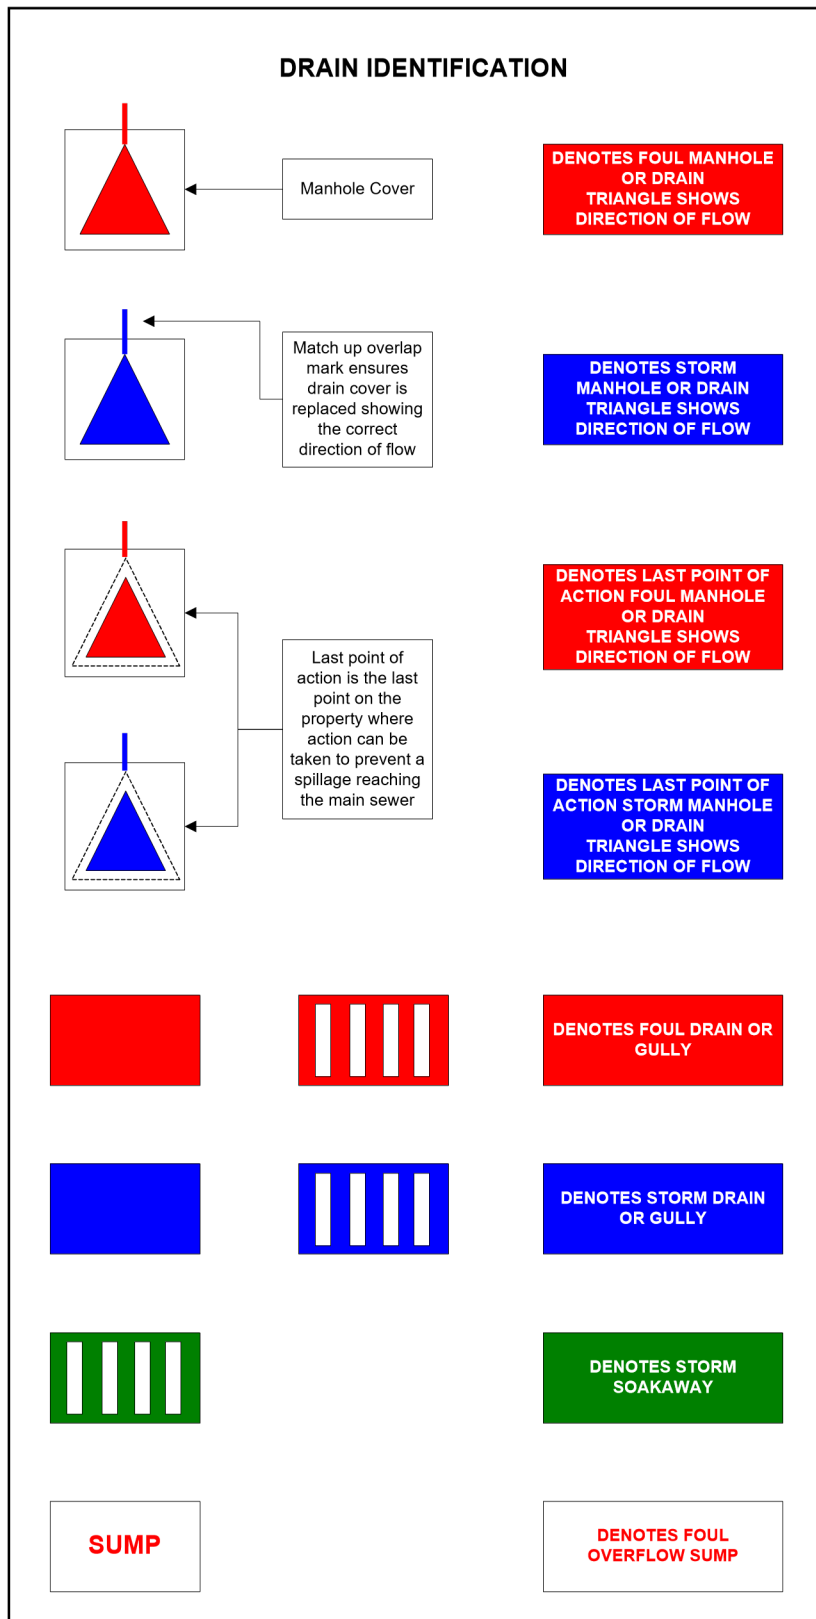 DRAIN IDENTIFICATION
Manhole Cover
DENOTES FOUL MANHOLE
OR DRAIN
TRIANGLE SHOWS
DIRECTION OF FLOW
Match up overlap
mark ensures
drain cover is
replaced showing
the correct
direction of flow
DENOTES STORM
MANHOLE OR DRAIN
TRIANGLE SHOWS
DIRECTION OF FLOW
DENOTES LAST POINT OF
ACTION FOUL MANHOLE
OR DRAIN
TRIANGLE SHOWS
DIRECTION OF FLOW
Last point of
action is the last
point on the
property where
action can be
taken to prevent a
spillage reaching
the main sewer
DENOTES LAST POINT OF
ACTION STORM MANHOLE
OR DRAIN
TRIANGLE SHOWS
DIRECTION OF FLOW
DENOTES FOUL DRAIN OR
GULLY
DENOTES STORM DRAIN
OR GULLY
DENOTES STORM
SOAKAWAY
SUMP
DENOTES FOUL
OVERFLOW SUMP